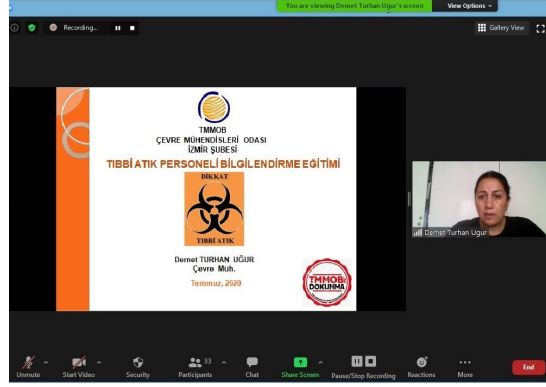 You are viewing Demet Turhan Ugur's screen
View Options
Recording...
Gallery View
TMMOB
ÇEVRE MÜHENDİSLERİ ODASI
İZMİR ŞUBESİ
TIBBİ ATIK PERSONELİ BİLGİLENDİRME EĞİTİMİ
DİKKAT
TIBBİ ATIK
Demet TURHAN UĞUR
Çevre Müh.
Temmuz, 2020
TMMOB'a
DOKUNMA
Demet Turhan Ugur
Unmute
Start Video
Security
33
Participants
Chat
Share Screen
Pause/Stop Recording
Reactions
More
End